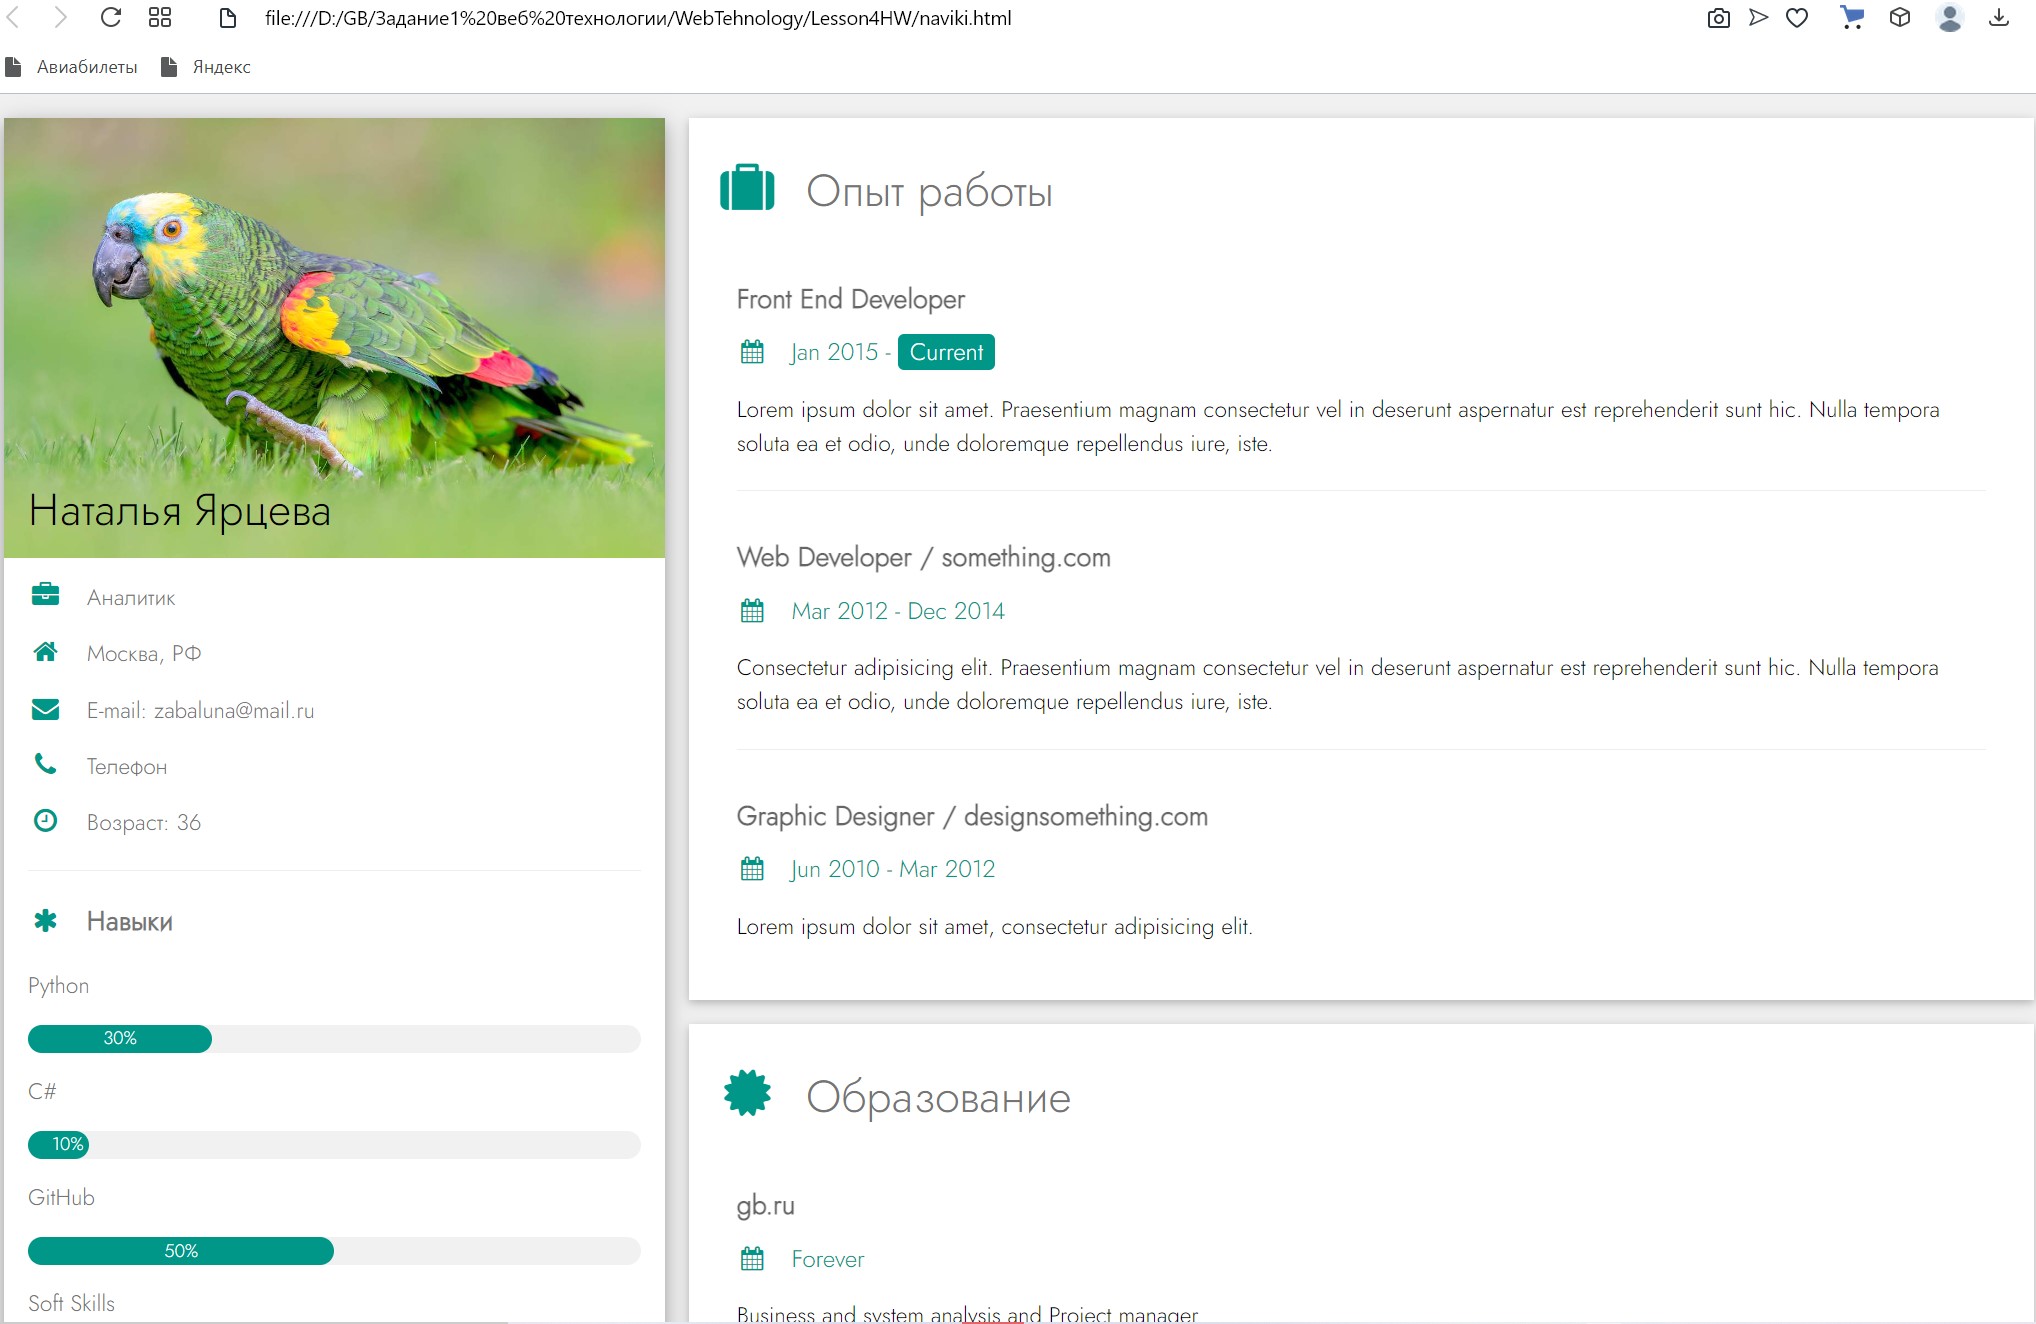 file:///D:/GB/Задание1%20веб%20технологии/WebTehnology/Lesson4HW/naviki.html
Авиабилеты
Яндекс
Наталья Ярцева
Аналитик
Москва, РФ
E-mail: zabaluna@mail.ru
Телефон
Возраст: 36
Навыки
Python
30%
C#
10%
GitHub
50%
Soft Skills
Опыт работы
Front End Developer
Jan 2015 - Current
Lorem ipsum dolor sit amet. Praesentium magnam consectetur vel in deserunt aspernatur est reprehenderit sunt hic. Nulla tempora
soluta ea et odio, unde doloremque repellendus iure, iste.
Web Developer / something.com
Mar 2012 - Dec 2014
Consectetur adipisicing elit. Praesentium magnam consectetur vel in deserunt aspernatur est reprehenderit sunt hic. Nulla tempora
soluta ea et odio, unde doloremque repellendus iure, iste.
Graphic Designer / designsomething.com
Jun 2010 - Mar 2012
Lorem ipsum dolor sit amet, consectetur adipisicing elit.
Образование
gb.ru
Forever
Business and system analysis and Project manager